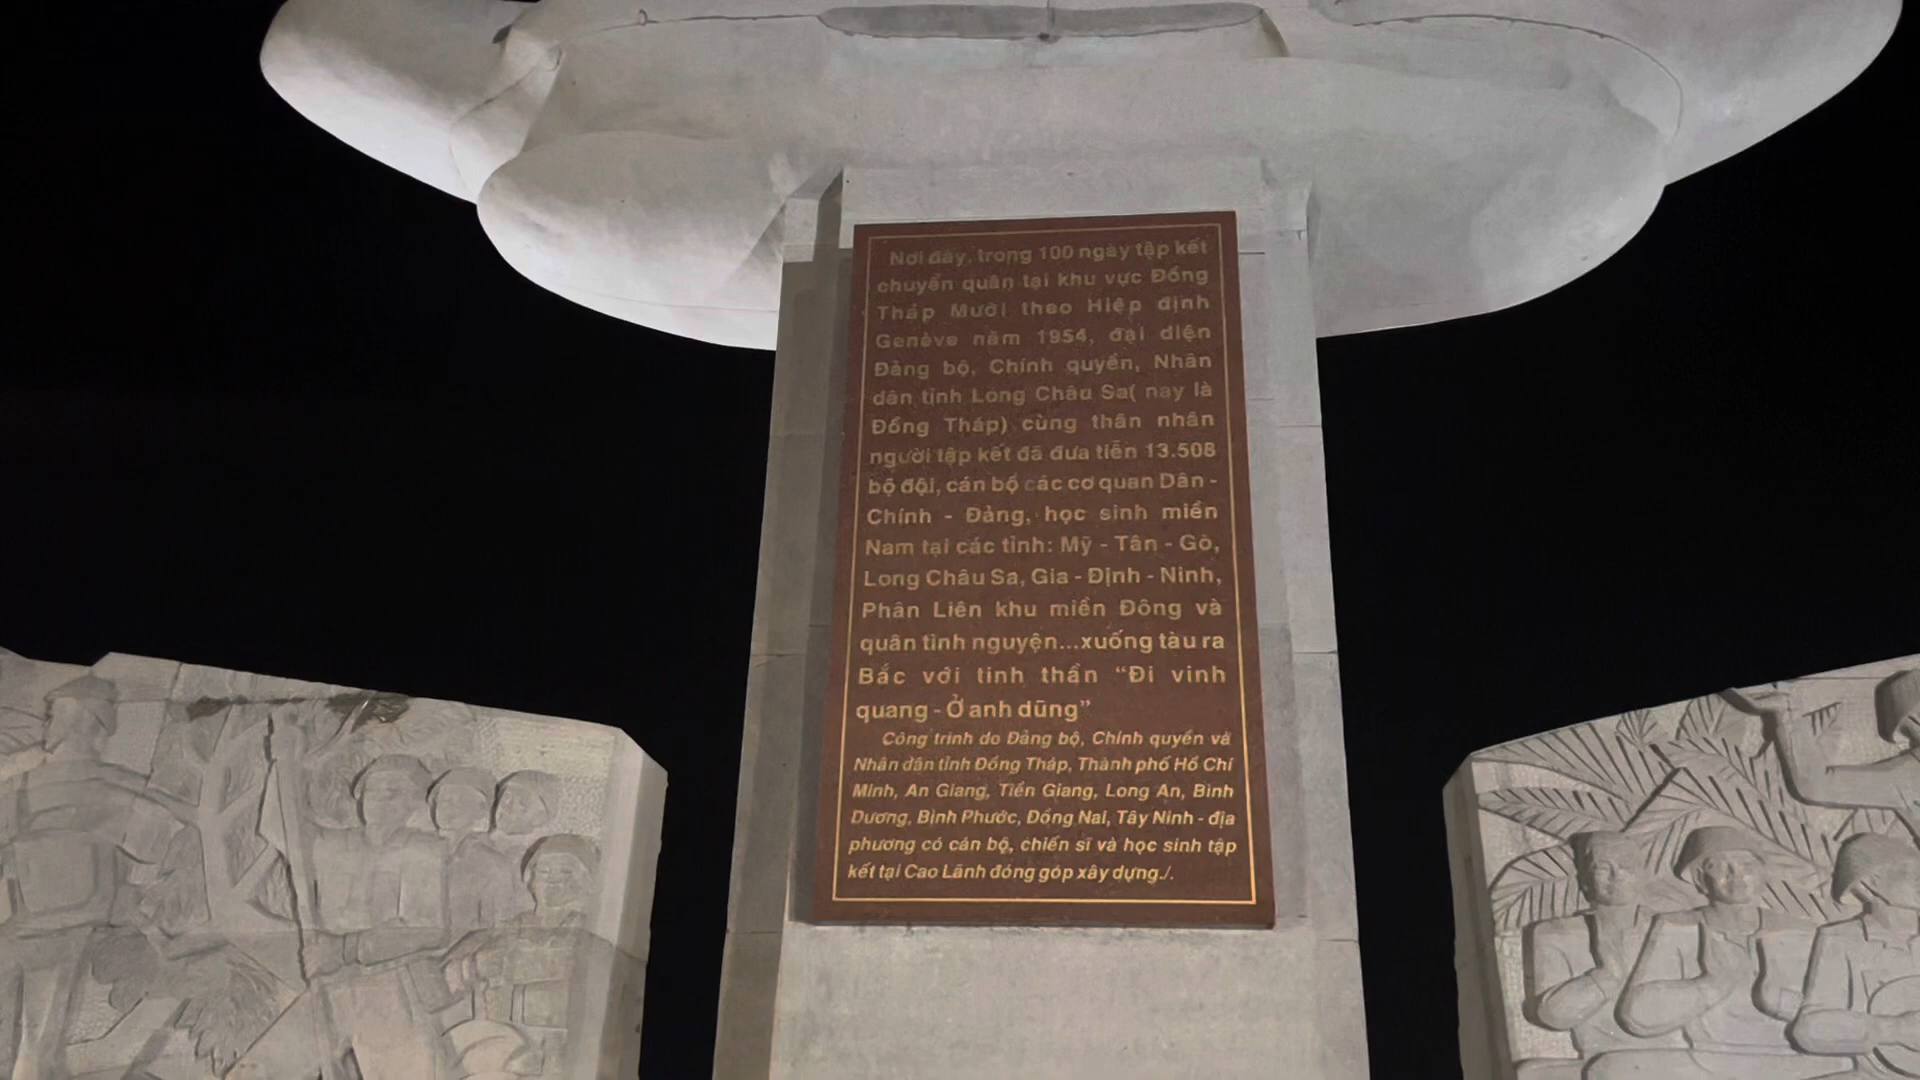 Nơi đây, trong 100 ngày tập kết
chuyển quân tại khu vực Đồng
Tháp Mười theo Hiệp định
Genève năm 1954, đại diện
Đảng bộ, Chính quyền, Nhân
dân tỉnh Long Châu Sa( nay là
Đồng Tháp) cùng thân nhân
người tập kết đã đưa tiễn 13.508
bộ đội, cán bộ các cơ quan Dân -
Chính - Đảng, học sinh miền
Nam tại các tỉnh: Mỹ - Tân - Gò,
Long Châu Sa, Gia - Định - Ninh,
Phân Liên khu miền Đông và
quân tình nguyện...xuống tàu ra
Bắc với tinh thần “Đi vinh
quang - Ở anh dũng”
Công trình do Đảng bộ, Chính quyền và
Nhân dân tỉnh Đồng Tháp, Thành phố Hồ Chí
Minh, An Giang, Tiền Giang, Long An, Bình
Dương, Bình Phước, Đồng Nai, Tây Ninh - địa
phương có cán bộ, chiến sĩ và học sinh tập
kết tại Cao Lãnh đóng góp xây dựng./.